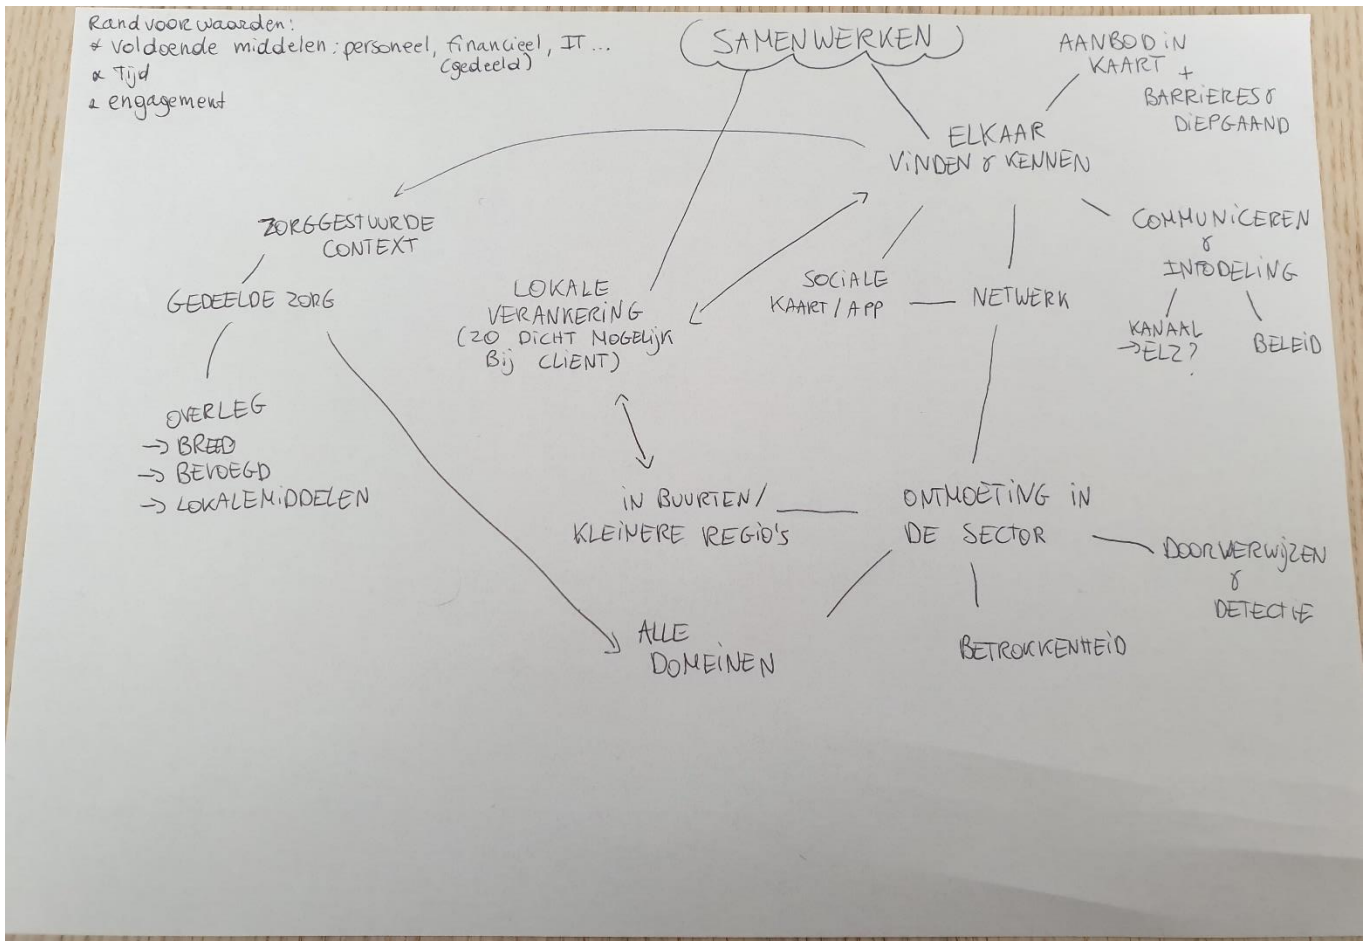 Randvoorwaarden:
* voldoende middelen: personeel, financieel, IT...
(gedeeld)
* Tijd
* engagement
SAMENWERKEN
AANBOD IN
KAART +
BARRIERES &
DIEPGAAND
ELKAAR
VINDEN & KENNEN
ZORGGESTUURDE
CONTEXT
GEDEELDE ZORG
OVERLEG
→ BREED
→ BEVOEGD
→ LOKALE MIDDELEN
LOKALE
VERANKERING
(ZO DICHT MOGELIJK
BIJ CLIENT)
SOCIALE
KAART / APP
NETWERK
COMMUNICEREN
&
INFODELING
KANAAL
→ ELZ?
BELEID
IN BUURTEN /
KLEINERE REGIO'S
ONTMOETING IN
DE SECTOR
DOORVERWIJZEN
&
DETECTIE
ALLE
DOMEINEN
BETROKKENHEID